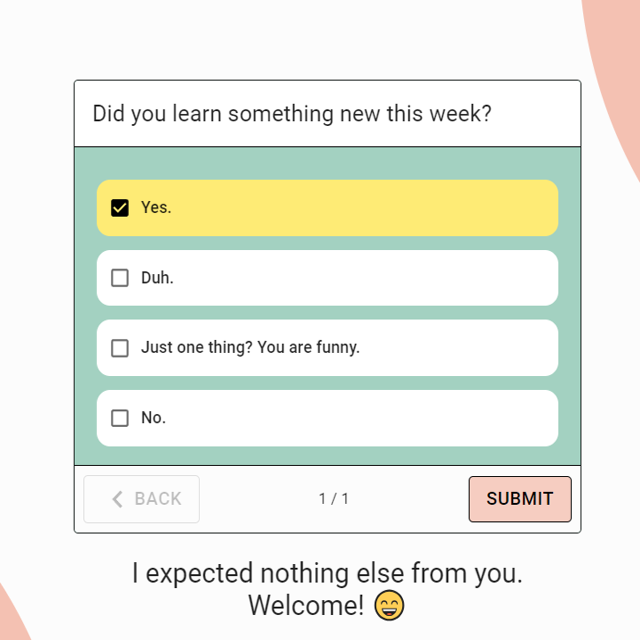 Did you learn something new this week?
Yes.
Duh.
Just one thing? You are funny.
No.
BACK
1 / 1
SUBMIT
I expected nothing else from you.
Welcome! 😄